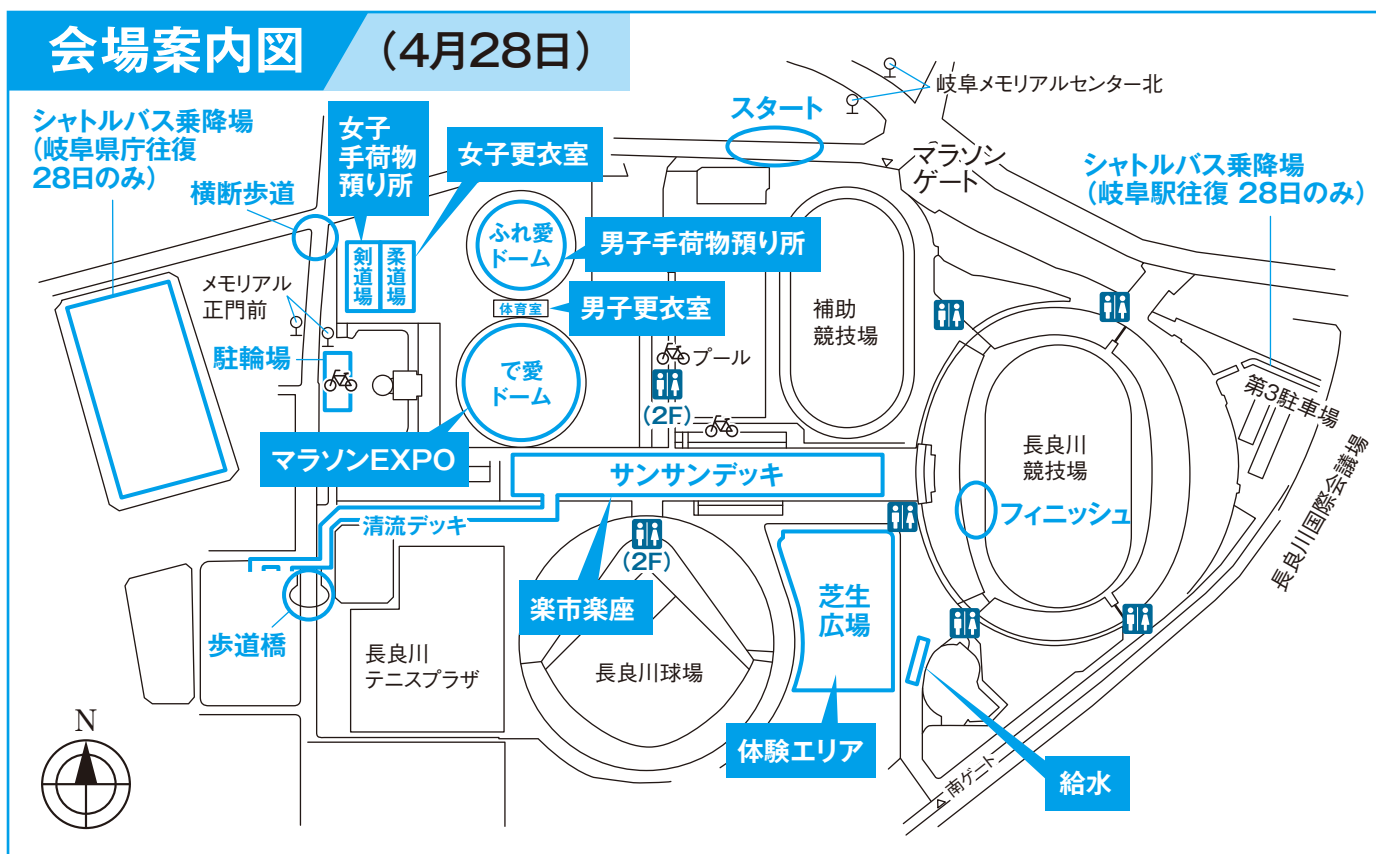 会場案内図
（4月28日）
シャトルバス乗降場
（岐阜県庁往復
28日のみ）
横断歩道
女子
手荷物
預り所
女子更衣室
スタート
岐阜メモリアルセンター北
マラソン
ゲート
シャトルバス乗降場
（岐阜駅往復 28日のみ）
剣道場
柔道場
ふれ愛
ドーム
男子手荷物預り所
メモリアル
正門前
体育室
男子更衣室
補助
競技場
駐輪場
で愛
ドーム
プール
(2F)
第3駐車場
マラソンEXPO
サンサンデッキ
長良川
競技場
長良川国際会議場
フィニッシュ
清流デッキ
(2F)
楽市楽座
芝生
広場
歩道橋
長良川
テニスプラザ
長良川球場
体験エリア
給水
南ゲート
N